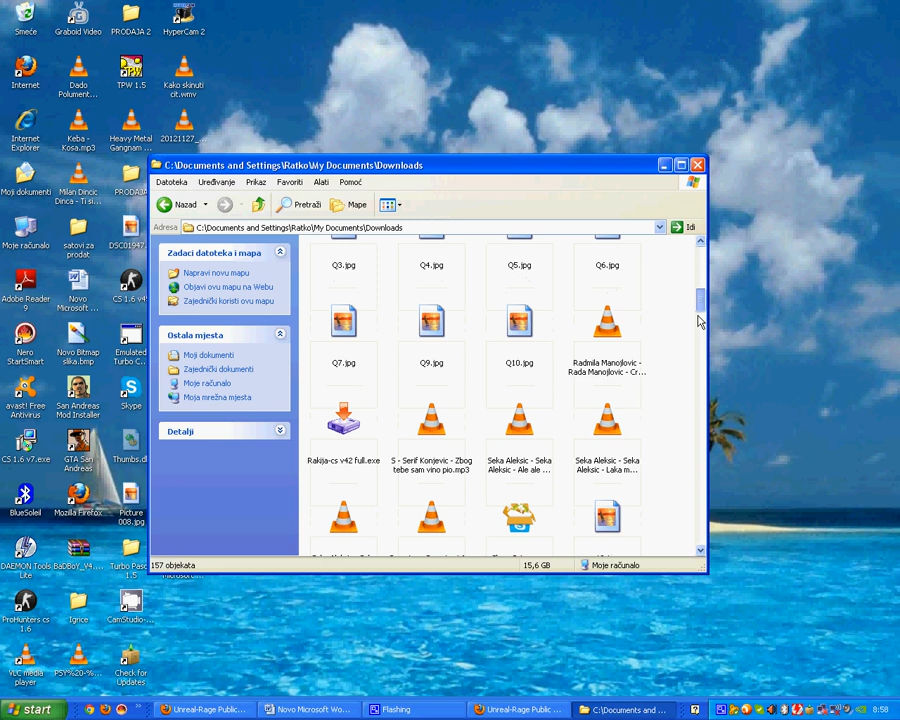 Smeće
Graboid Video
PRODAJA 2
HyperCam 2
Internet
Dado
Polument...
TPW 1.5
Kako skinuti
cit.wmv
Internet
Explorer
Keba -
Kosa.mp3
Heavy Metal
Gangnam ...
20121127_...
Moji dokumenti
Milan Dincic
Dinca - Ti si...
PRODAJA
Moje računalo
satovi za
prodat
DSC01947...
Adobe Reader
9
Novo
Microsoft ...
CS 1.6 v4
Nero
StartSmart
Novo Bitmap
slika.bmp
Emulated
Turbo C...
avast! Free
Antivirus
San Andreas
Mod Installer
Skype
CS 1.6 v7.exe
GTA San
Andreas
Thumbs.d
BlueSoleil
Mozilla Firefox
Picture
008.jpg
DAEMON Tools
Lite
BaDBoY_V4....
Turbo Pasc
1.5
Microsoft...
ProHunters cs
1.6
Igrice
CamStudio-...
VLC media
player
PSY%20-%...
Check for
Updates
C:\Documents and Settings\Ratko\My Documents\Downloads
Datoteka Uređivanje Prikaz Favoriti Alati Pomoć
Nazad Pretraži Mape
Adresa C:\Documents and Settings\Ratko\My Documents\Downloads Idi
Zadaci datoteka i mapa
Napravi novu mapu
Objavi ovu mapu na Webu
Zajednički koristi ovu mapu
Ostala mjesta
Moji dokumenti
Zajednički dokumenti
Moje računalo
Moja mrežna mjesta
Detalji
Q3.jpg Q4.jpg Q5.jpg Q6.jpg
Q7.jpg Q9.jpg Q10.jpg
Radmila Manojlovic -
Rada Manojlovic - Cr...
Rakija-cs v42 full.exe
S - Serif Konjevic - Zbog
tebe sam vino pio.mp3
Seka Aleksic - Seka
Aleksic - Ale ale ...
Seka Aleksic - Seka
Aleksic - Laka m...
157 objekata 15,6 GB Moje računalo
start Unreal-Rage Public... Novo Microsoft Wo... Flashing Unreal-Rage Public ... C:\Documents and ... 8:58